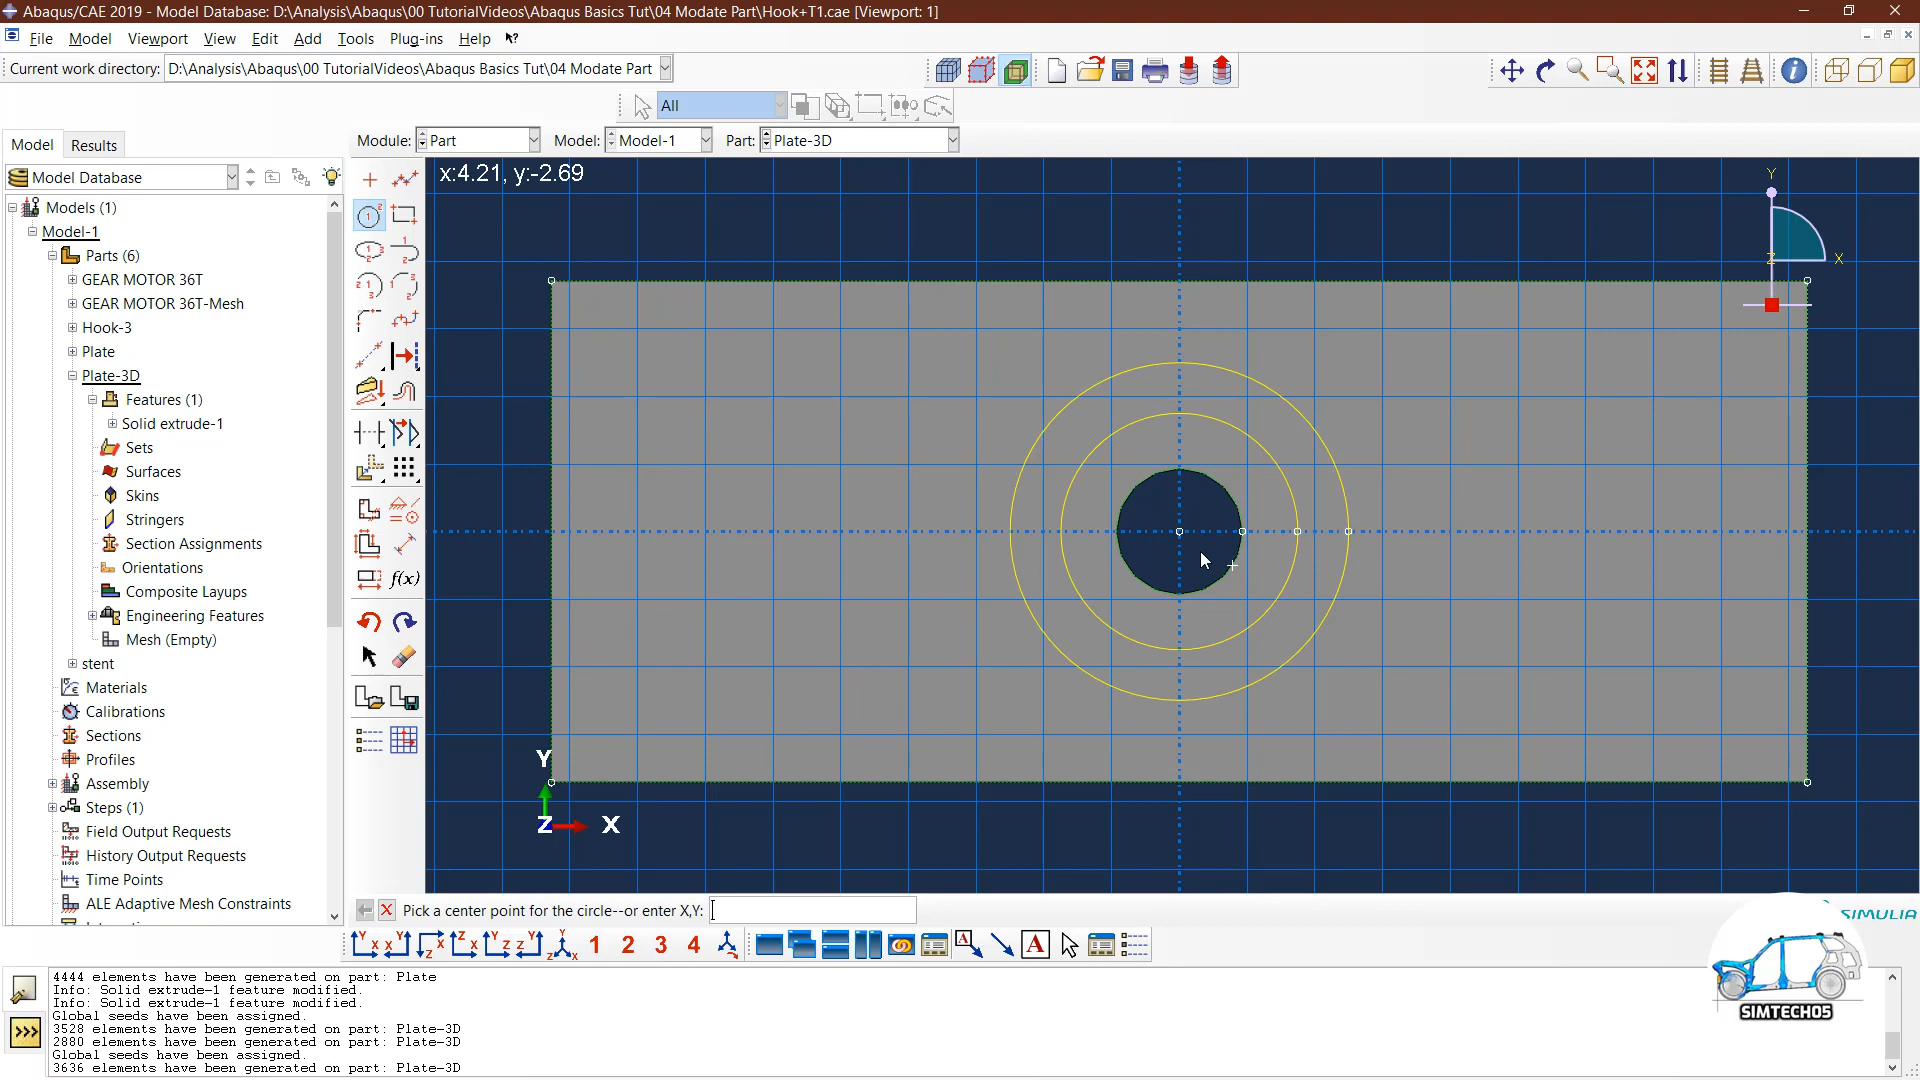 Abaqus/CAE 2019 - Model Database: D:\Analysis\Abaqus\00 TutorialVideos\Abaqus Basics Tut\04 Modate Part\Hook+T1.cae [Viewport: 1]
File Model Viewport View Edit Add Tools Plug-ins Help
Current work directory: D:\Analysis\Abaqus\00 TutorialVideos\Abaqus Basics Tut\04 Modate Part
All
Model Results
Module: Part Model: Model-1 Part: Plate-3D
Model Database
x:4.21, y:-2.69
Models (1)
Model-1
Parts (6)
GEAR MOTOR 36T
GEAR MOTOR 36T-Mesh
Hook-3
Plate
Plate-3D
Features (1)
Solid extrude-1
Sets
Surfaces
Skins
Stringers
Section Assignments
Orientations
Composite Layups
Engineering Features
Mesh (Empty)
stent
Materials
Calibrations
Sections
Profiles
Assembly
Steps (1)
Field Output Requests
History Output Requests
Time Points
ALE Adaptive Mesh Constraints
f(x)
Y
X
Z
Y
Z X
Pick a center point for the circle--or enter X,Y:
SIMULIA
1 2 3 4
A A
4444 elements have been generated on part: Plate
Info: Solid extrude-1 feature modified.
Info: Solid extrude-1 feature modified.
Global seeds have been assigned.
3528 elements have been generated on part: Plate-3D
2880 elements have been generated on part: Plate-3D
Global seeds have been assigned.
3636 elements have been generated on part: Plate-3D
>>>
SIMTECH05